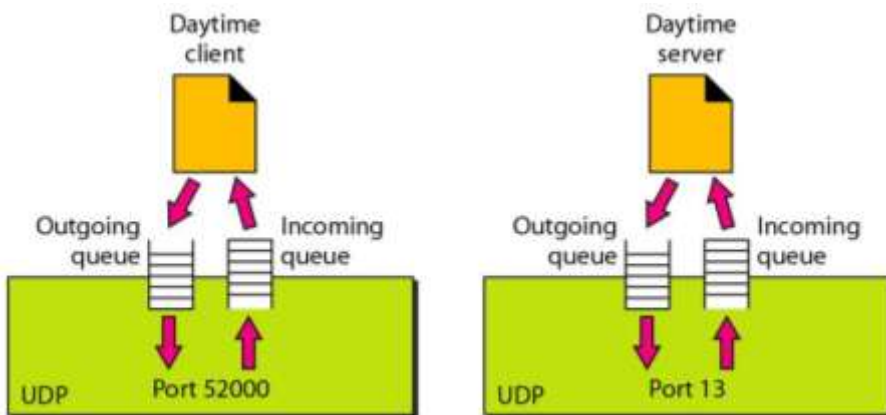 Daytime
client
Outgoing
queue
Incoming
queue
UDP
Port 52000
Daytime
server
Outgoing
queue
Incoming
queue
UDP
Port 13